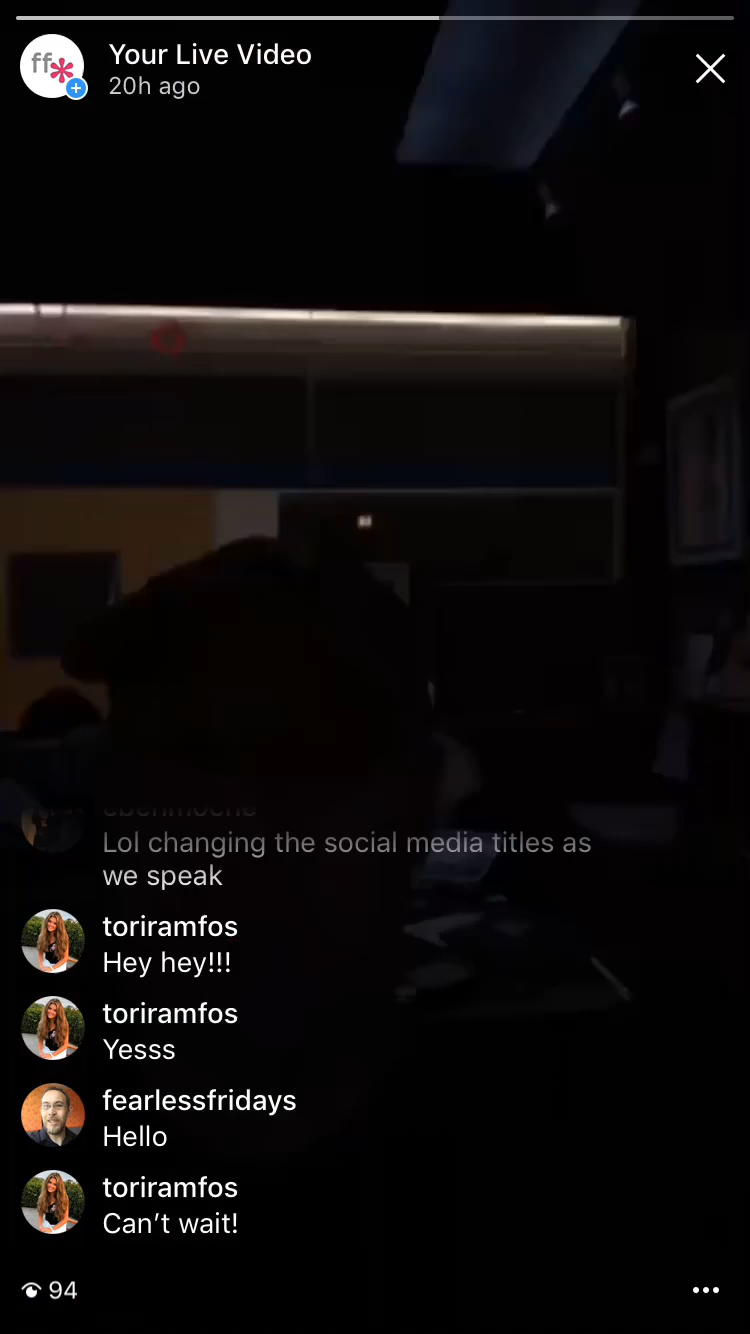 ff*
Your Live Video
20h ago
Lol changing the social media titles as
we speak
toriramfos
Hey hey!!!
toriramfos
Yesss
fearlessfridays
Hello
toriramfos
Can’t wait!
94